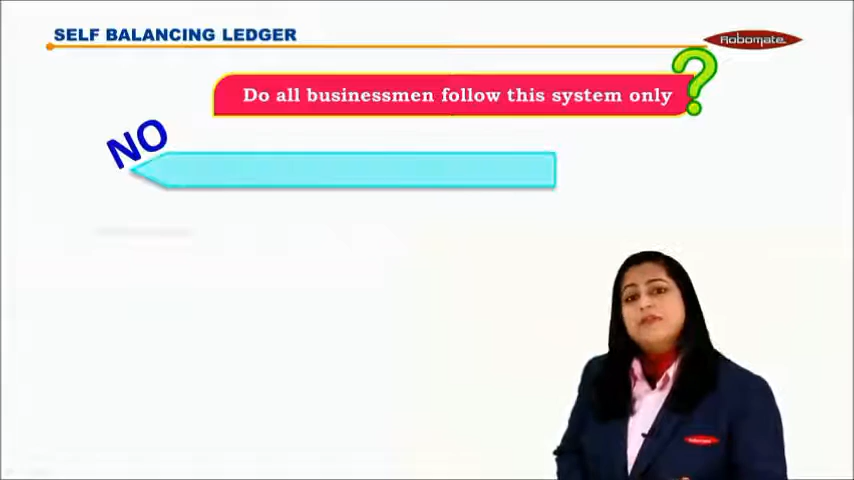 SELF BALANCING LEDGER
Robomate
Do all businessmen follow this system only ?
NO